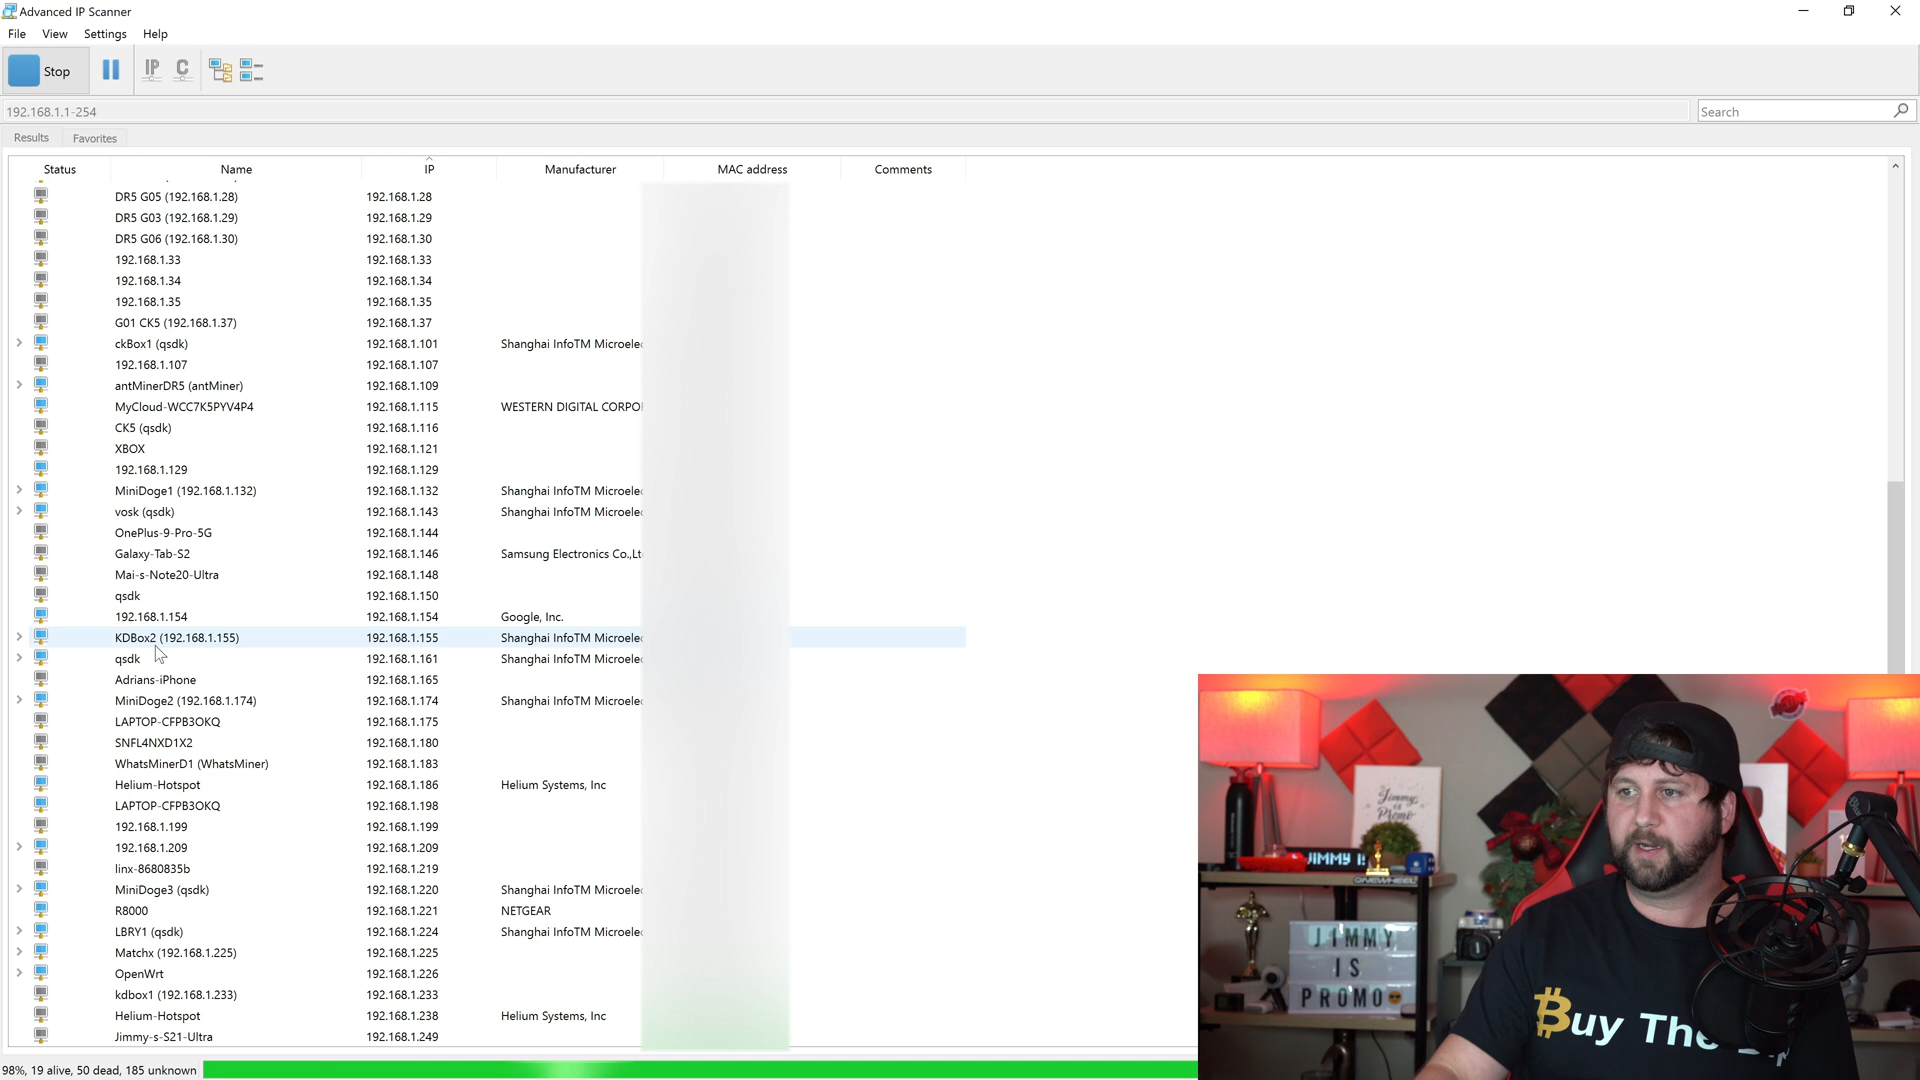 Advanced IP Scanner
File View Settings Help
Stop IP C
192.168.1.1-254 Search
Results Favorites
Status Name IP Manufacturer MAC address Comments
DR5 G05 (192.168.1.28) 192.168.1.28
DR5 G03 (192.168.1.29) 192.168.1.29
DR5 G06 (192.168.1.30) 192.168.1.30
192.168.1.33 192.168.1.33
192.168.1.34 192.168.1.34
192.168.1.35 192.168.1.35
G01 CK5 (192.168.1.37) 192.168.1.37
ckBox1 (qsdk) 192.168.1.101 Shanghai InfoTM Microele
192.168.1.107 192.168.1.107
antMinerDR5 (antMiner) 192.168.1.109
MyCloud-WCC7K5PYV4P4 192.168.1.115 WESTERN DIGITAL CORPO
CK5 (qsdk) 192.168.1.116
XBOX 192.168.1.121
192.168.1.129 192.168.1.129
MiniDoge1 (192.168.1.132) 192.168.1.132 Shanghai InfoTM Microele
vosk (qsdk) 192.168.1.143 Shanghai InfoTM Microele
OnePlus-9-Pro-5G 192.168.1.144
Galaxy-Tab-S2 192.168.1.146 Samsung Electronics Co.,Lt
Mai-s-Note20-Ultra 192.168.1.148
qsdk 192.168.1.150
192.168.1.154 192.168.1.154 Google, Inc.
KDBox2 (192.168.1.155) 192.168.1.155 Shanghai InfoTM Microele
qsdk 192.168.1.161 Shanghai InfoTM Microele
Adrians-iPhone 192.168.1.165
MiniDoge2 (192.168.1.174) 192.168.1.174 Shanghai InfoTM Microele
LAPTOP-CFPB3OKQ 192.168.1.175
SNFL4NXD1X2 192.168.1.180
WhatsMinerD1 (WhatsMiner) 192.168.1.183
Helium-Hotspot 192.168.1.186 Helium Systems, Inc
LAPTOP-CFPB3OKQ 192.168.1.198
192.168.1.199 192.168.1.199
192.168.1.209 192.168.1.209
linx-8680835b 192.168.1.219
MiniDoge3 (qsdk) 192.168.1.220 Shanghai InfoTM Microele
R8000 192.168.1.221 NETGEAR
LBRY1 (qsdk) 192.168.1.224 Shanghai InfoTM Microele
Matchx (192.168.1.225) 192.168.1.225
OpenWrt 192.168.1.226
kdbox1 (192.168.1.233) 192.168.1.233
Helium-Hotspot 192.168.1.238 Helium Systems, Inc
Jimmy-s-S21-Ultra 192.168.1.249
98%, 19 alive, 50 dead, 185 unknown
Jimmy
is
Promo
JIMMY IS
ONEWHEEL
JIMMY
IS
PROMO
Buy The